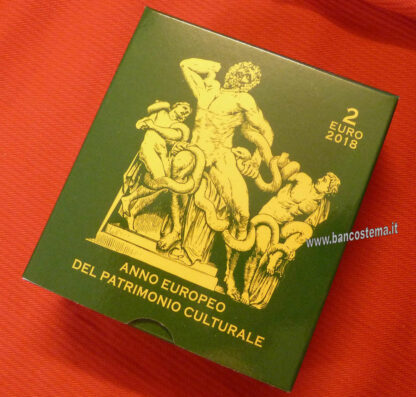 2
EURO
2018
www.bancostema.it
ANNO EUROPEO
DEL PATRIMONIO CULTURALE